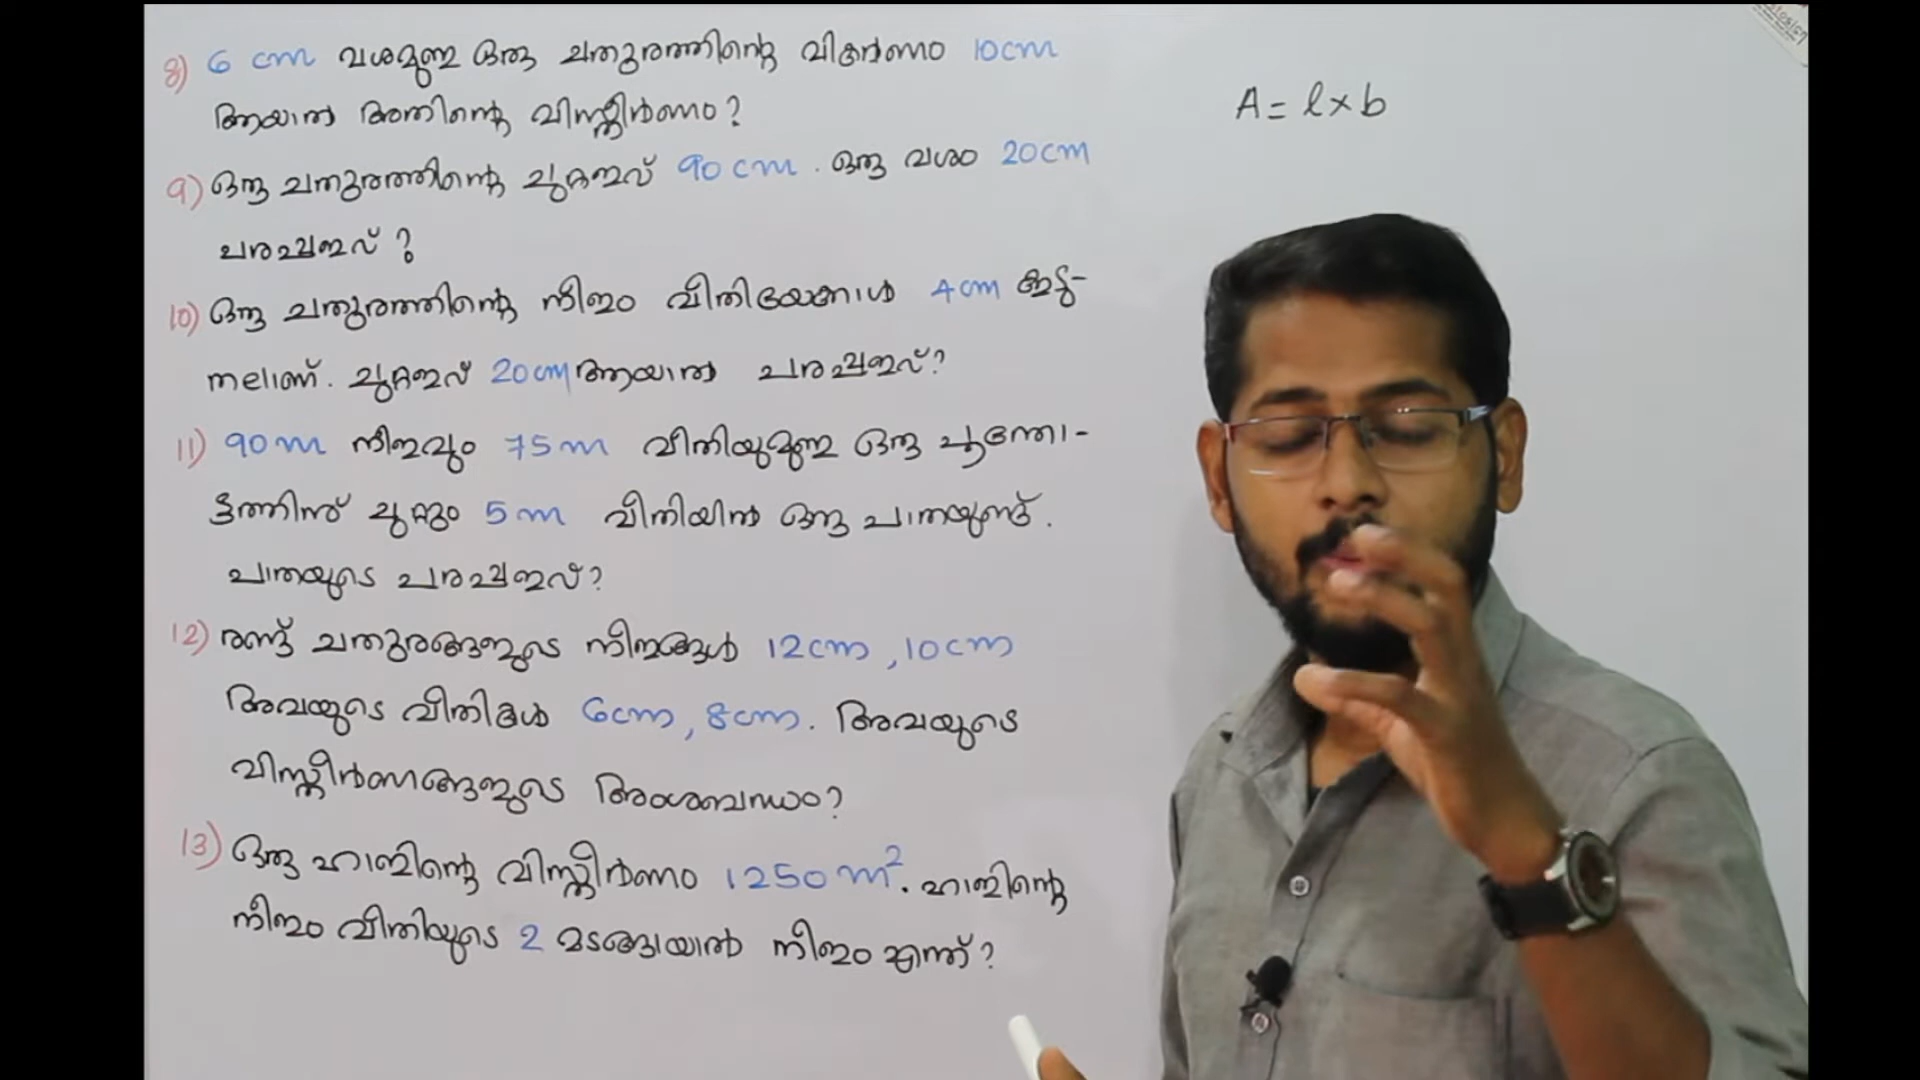 8) 6 cm വശമുള്ള ഒരു ചതുരത്തിന്റെ വികർണം 10cm
ആയാൽ അതിന്റെ വിസ്തീർണം?
9) ഒരു ചതുരത്തിന്റെ ചുറ്റളവ് 90 cm. ഒരു വശം 20cm
പരപ്പളവ് ?
10) ഒരു ചതുരത്തിന്റെ നീളം വീതിയേക്കാൾ 4cm കൂടു-
തലാണ്. ചുറ്റളവ് 20cm ആയാൽ പരപ്പളവ്?
11) 90 m നീളവും 75 m വീതിയുമുള്ള ഒരു പൂന്തോ-
ട്ടത്തിന് ചുറ്റും 5 m വീതിയിൽ ഒരു പാതയുണ്ട്.
പാതയുടെ പരപ്പളവ്?
12) രണ്ട് ചതുരങ്ങളുടെ നീളങ്ങൾ 12cm, 10cm
അവയുടെ വീതികൾ 6cm, 8cm. അവയുടെ
വിസ്തീർണങ്ങളുടെ അംശബന്ധം?
13) ഒരു ഹാളിന്റെ വിസ്തീർണം 1250 m². ഹാളിന്റെ
നീളം വീതിയുടെ 2 മടങ്ങായാൽ നീളം എന്ത്?
A = l × b